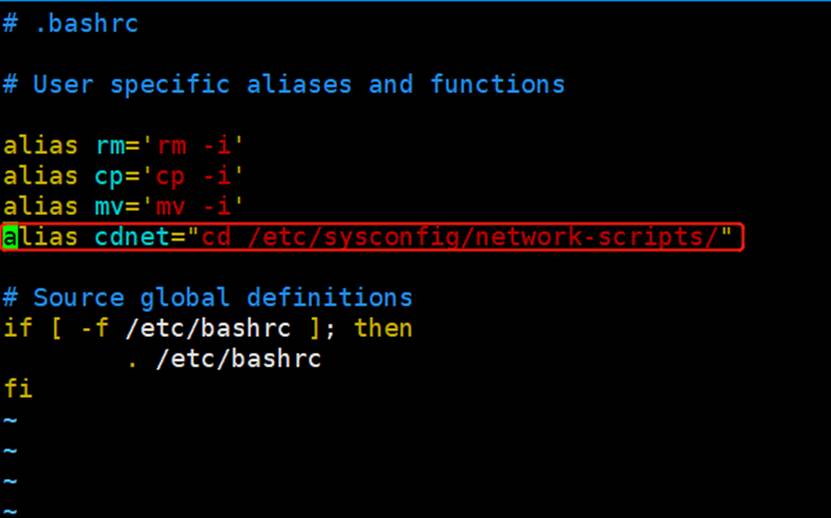 # .bashrc
# User specific aliases and functions
alias rm='rm -i'
alias cp='cp -i'
alias mv='mv -i'
alias cdnet="cd /etc/sysconfig/network-scripts/"
# Source global definitions
if [ -f /etc/bashrc ]; then
        . /etc/bashrc
fi
~
~
~
~